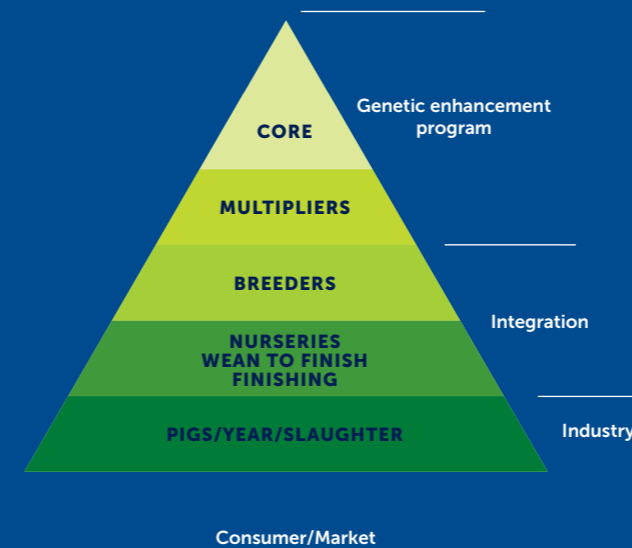 Genetic enhancement
program
CORE
MULTIPLIERS
BREEDERS
Integration
NURSERIES
WEAN TO FINISH
FINISHING
PIGS/YEAR/SLAUGHTER
Industry
Consumer/Market